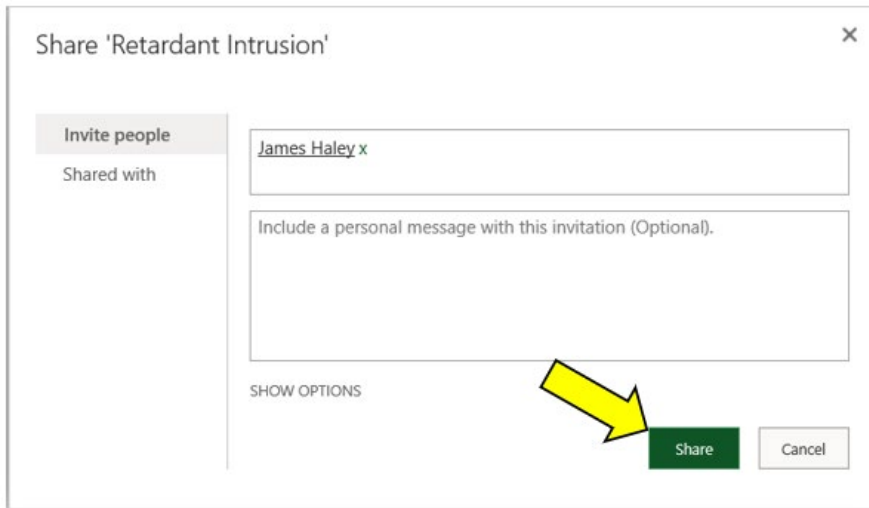 Share 'Retardant Intrusion'
Invite people
Shared with
James Haley x
Include a personal message with this invitation (Optional).
SHOW OPTIONS
Share
Cancel